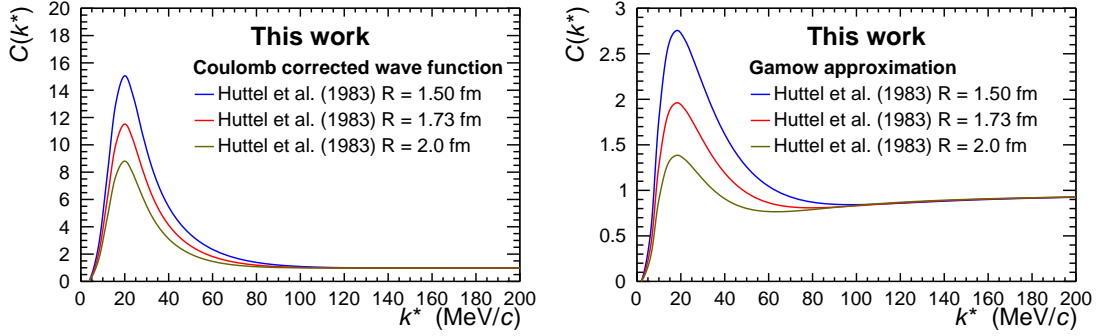 C(k*)
20
18
16
14
12
10
8
6
4
2
0
This work
Coulomb corrected wave function
Huttel et al. (1983) R = 1.50 fm
Huttel et al. (1983) R = 1.73 fm
Huttel et al. (1983) R = 2.0 fm
0 20 40 60 80 100 120 140 160 180 200
k* (MeV/c)
C(k*)
3
2.5
2
1.5
1
0.5
0
This work
Gamow approximation
Huttel et al. (1983) R = 1.50 fm
Huttel et al. (1983) R = 1.73 fm
Huttel et al. (1983) R = 2.0 fm
0 20 40 60 80 100 120 140 160 180 200
k* (MeV/c)